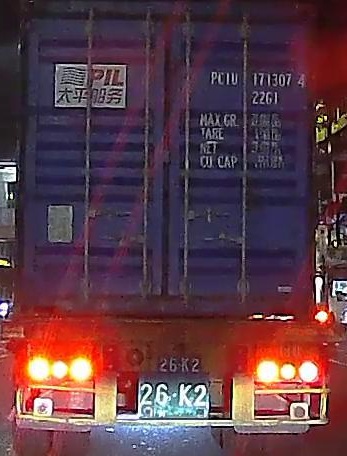 PIL
太平船务
PCIU 171307 4
22G1
MAX.GR.
TARE
NET
CU CAP
26-K2
26-K2